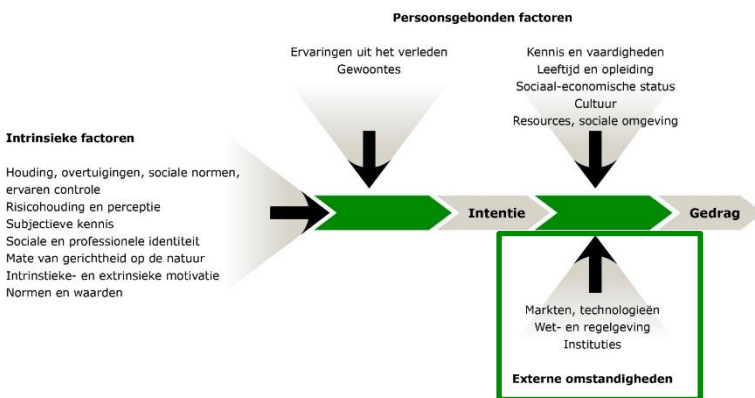 Persoonsgebonden factoren
Ervaringen uit het verleden
Gewoontes
Kennis en vaardigheden
Leeftijd en opleiding
Sociaal-economische status
Cultuur
Resources, sociale omgeving
Intrinsieke factoren
Houding, overtuigingen, sociale normen,
ervaren controle
Risicohouding en perceptie
Subjectieve kennis
Sociale en professionele identiteit
Mate van gerichtheid op de natuur
Intrinstieke- en extrinsieke motivatie
Normen en waarden
Intentie
Gedrag
Markten, technologieën
Wet- en regelgeving
Instituties
Externe omstandigheden